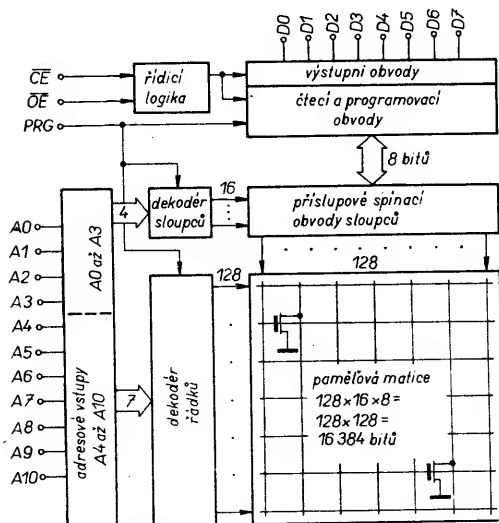 D0
D1
D2
D3
D4
D5
D6
D7
CE
OE
PRG
řídicí
logika
výstupní obvody
čtecí a programovací
obvody
8 bitů
4
dekodér
sloupců
16
příslupové spínací
obvody sloupců
128
128
A0
A1
A2
A3
A4
A5
A6
A7
A8
A9
A10
A0 až A3
adresové vstupy
A4 až A10
7
dekodér
řádků
paměťová matice
128×16×8=
128×128=
16 384 bitů